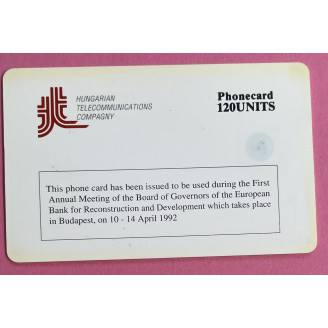 HUNGARIAN
TELECOMMUNICATIONS
COMPAGNY
Phonecard
120UNITS
This phone card has been issued to be used during the First
Annual Meeting of the Board of Governors of the European
Bank for Reconstruction and Development which takes place
in Budapest, on 10 - 14 April 1992